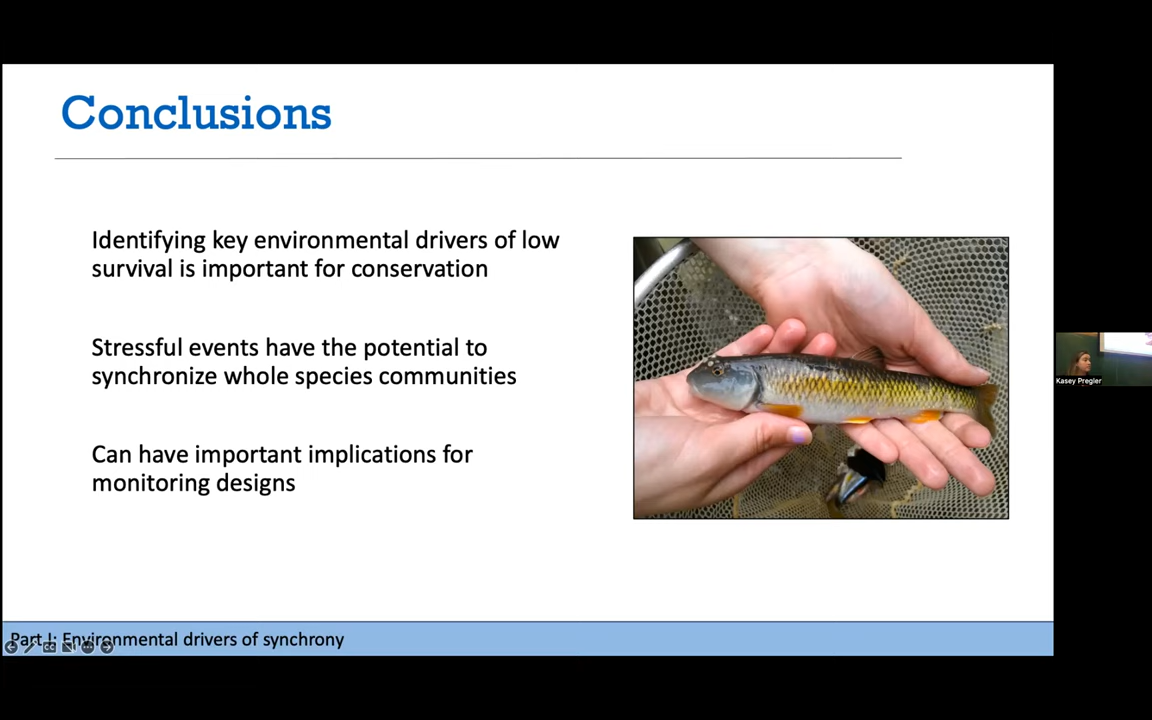 Conclusions
Identifying key environmental drivers of low
survival is important for conservation
Stressful events have the potential to
synchronize whole species communities
Can have important implications for
monitoring designs
Kasey Pregler
Part I: Environmental drivers of synchrony